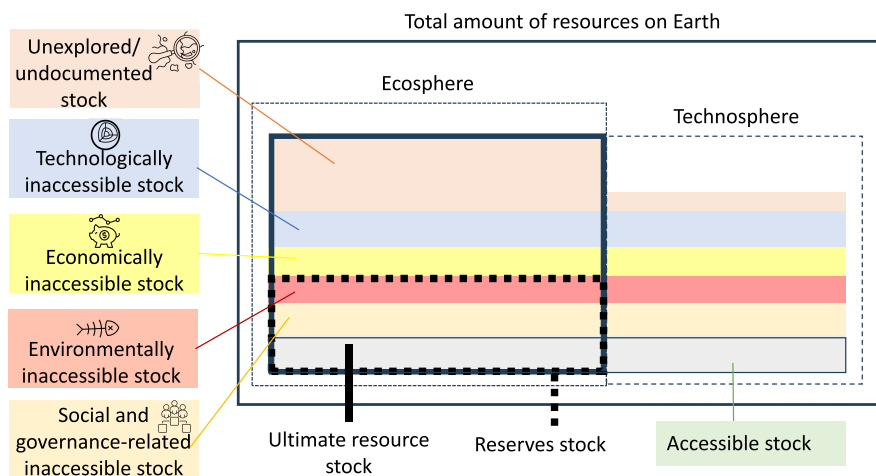 Total amount of resources on Earth
Unexplored/
undocumented
stock
Ecosphere
Technosphere
Technologically
inaccessible stock
$
Economically
inaccessible stock
Environmentally
inaccessible stock
Social and
governance-related
inaccessible stock
Ultimate resource
stock
Reserves stock
Accessible stock